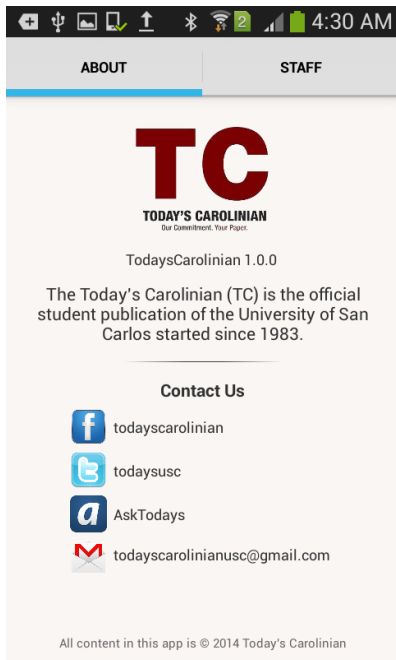 2 4:30 AM
ABOUT STAFF
TC
TODAY'S CAROLINIAN
Our Commitment. Your Paper.
TodaysCarolinian 1.0.0
The Today's Carolinian (TC) is the official
student publication of the University of San
Carlos started since 1983.
Contact Us
f todayscarolinian
t todaysusc
a AskTodays
todayscarolinianusc@gmail.com
All content in this app is © 2014 Today's Carolinian